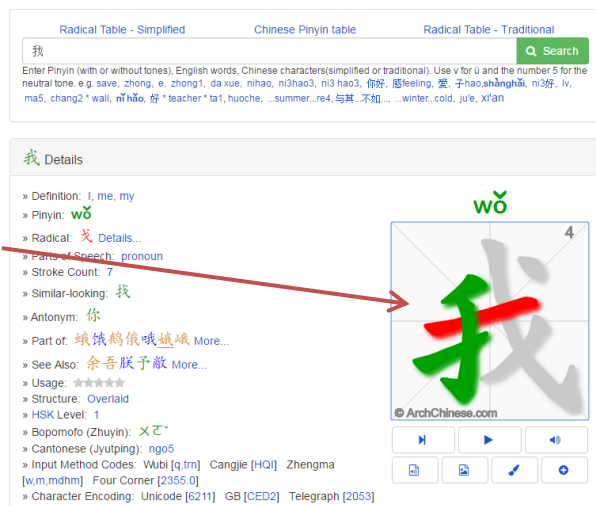 Radical Table - Simplified Chinese Pinyin table Radical Table - Traditional
我 Search
Enter Pinyin (with or without tones), English words, Chinese characters(simplified or traditional). Use v for ü and the number 5 for the
neutral tone. e.g. save, zhong, e, zhong1, da xue, nihao, ni3hao3, ni3 hao3, 你好, 感feeling, 愛, 子hao,shànghǎi, ni3好, lv,
ma5, chang2 * wall, nǐ hǎo, 好 * teacher * ta1, huoche, ...summer...re4, 与其...不如..., ...winter...cold, ju'e, xi'an
我 Details
» Definition: I, me, my
» Pinyin: wǒ
» Radical: 戈 Details...
» Parts of Speech: pronoun
» Stroke Count: 7
» Similar-looking: 找
» Antonym: 你
» Part of: 蛾饿鹅俄哦娥峨 More...
» See Also: 余吾朕予敝 More...
» Usage:
» Structure: Overlaid
» HSK Level: 1
» Bopomofo (Zhuyin): ㄨㄛˇ
» Cantonese (Jyutping): ngo5
» Input Method Codes: Wubi [q,trn] Cangjie [HQI] Zhengma
[w,m,mdhm] Four Corner [2355.0]
» Character Encoding: Unicode [6211] GB [CED2] Telegraph [2053]
wǒ
4
我
© ArchChinese.com